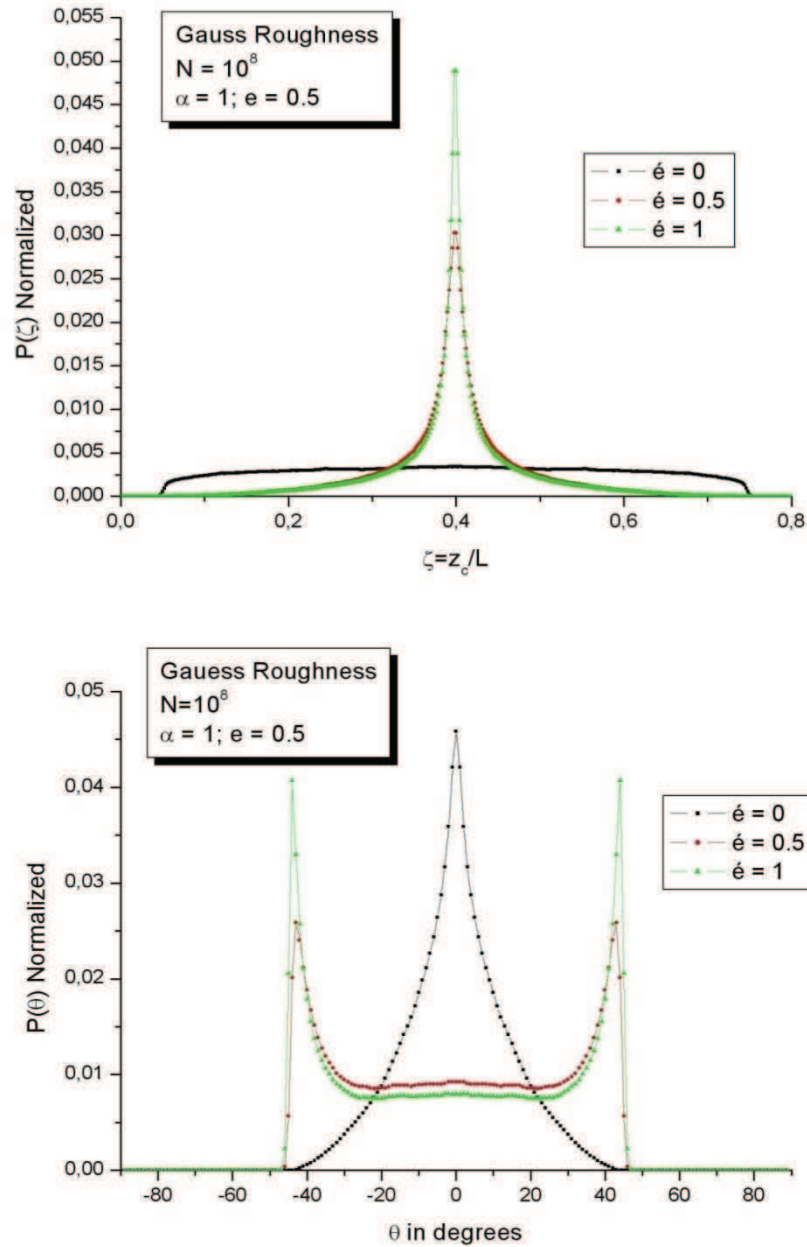 Gauss Roughness
N = 10⁸
α = 1; e = 0.5
é = 0
é = 0.5
é = 1
P(ζ) Normalized
0,055
0,050
0,045
0,040
0,035
0,030
0,025
0,020
0,015
0,010
0,005
0,000
0,0 0,2 0,4 0,6 0,8
ζ=z_c/L
Gauess Roughness
N=10⁸
α = 1; e = 0.5
é = 0
é = 0.5
é = 1
P(θ) Normalized
0,05
0,04
0,03
0,02
0,01
0,00
-80 -60 -40 -20 0 20 40 60 80
θ in degrees